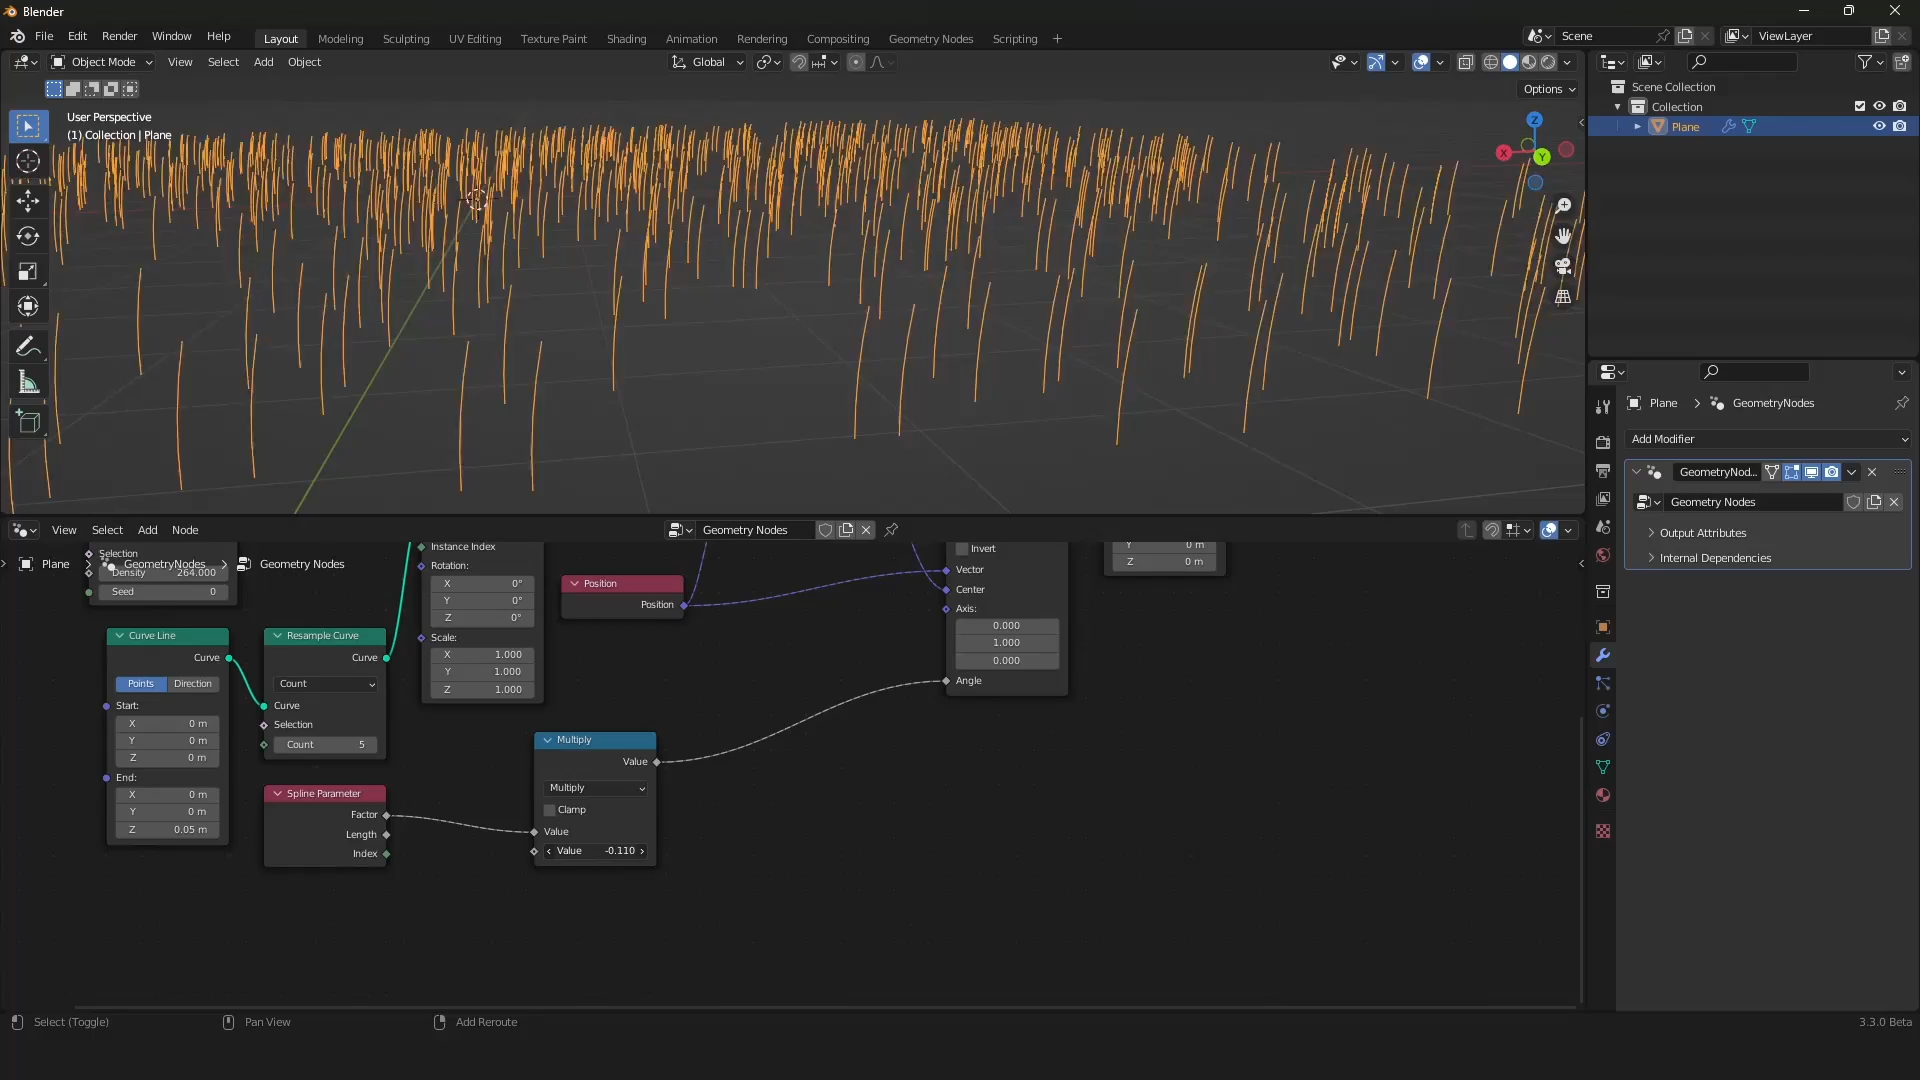 Blender
File Edit Render Window Help
Layout Modeling Sculpting UV Editing Texture Paint Shading Animation Rendering Compositing Geometry Nodes Scripting
Scene
ViewLayer
Object Mode View Select Add Object
Global
Options
User Perspective
(1) Collection | Plane
Z
X
Y
Scene Collection
Collection
Plane
Plane GeometryNodes
Add Modifier
GeometryNod...
Geometry Nodes
Output Attributes
Internal Dependencies
View Select Add Node
Geometry Nodes
Plane GeometryNodes Geometry Nodes
Selection
Density 264.000
Seed 0
Instance Index
Rotation:
X 0°
Y 0°
Z 0°
Scale:
X 1.000
Y 1.000
Z 1.000
Position
Position
Invert
Vector
Center
Axis:
0.000
1.000
0.000
Angle
Y 0 m
Z 0 m
Curve Line
Curve
Points Direction
Start:
X 0 m
Y 0 m
Z 0 m
End:
X 0 m
Y 0 m
Z 0.05 m
Resample Curve
Curve
Count
Curve
Selection
Count 5
Spline Parameter
Factor
Length
Index
Multiply
Value
Multiply
Clamp
Value
Value -0.110
Select (Toggle) Pan View Add Reroute
3.3.0 Beta